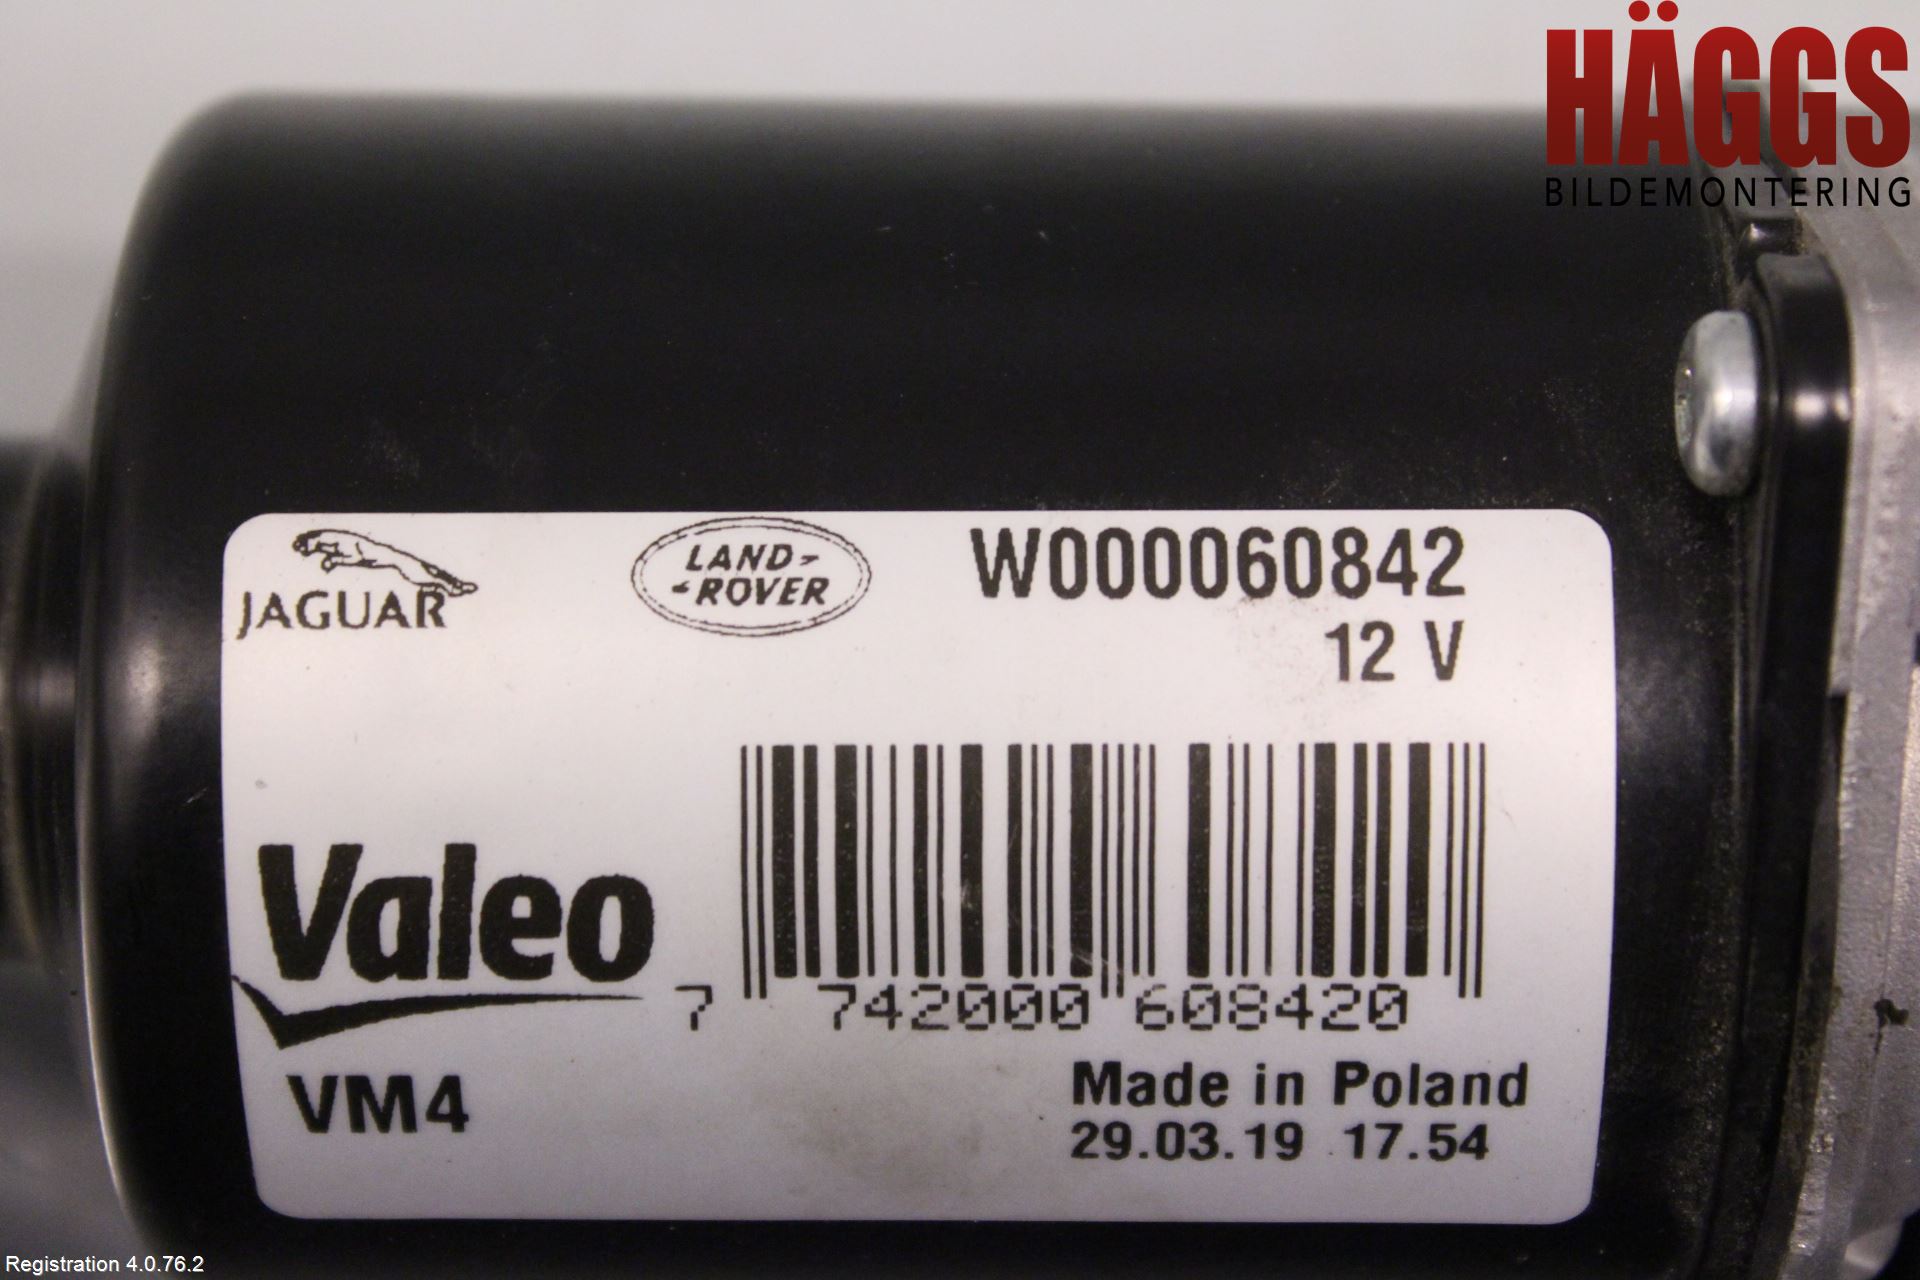 HÄGGS
BILDEMONTERING
JAGUAR
LAND-
-ROVER
W000060842
12 V
Valeo
7 742000 608420
VM4
Made in Poland
29.03.19 17.54
Registration 4.0.76.2